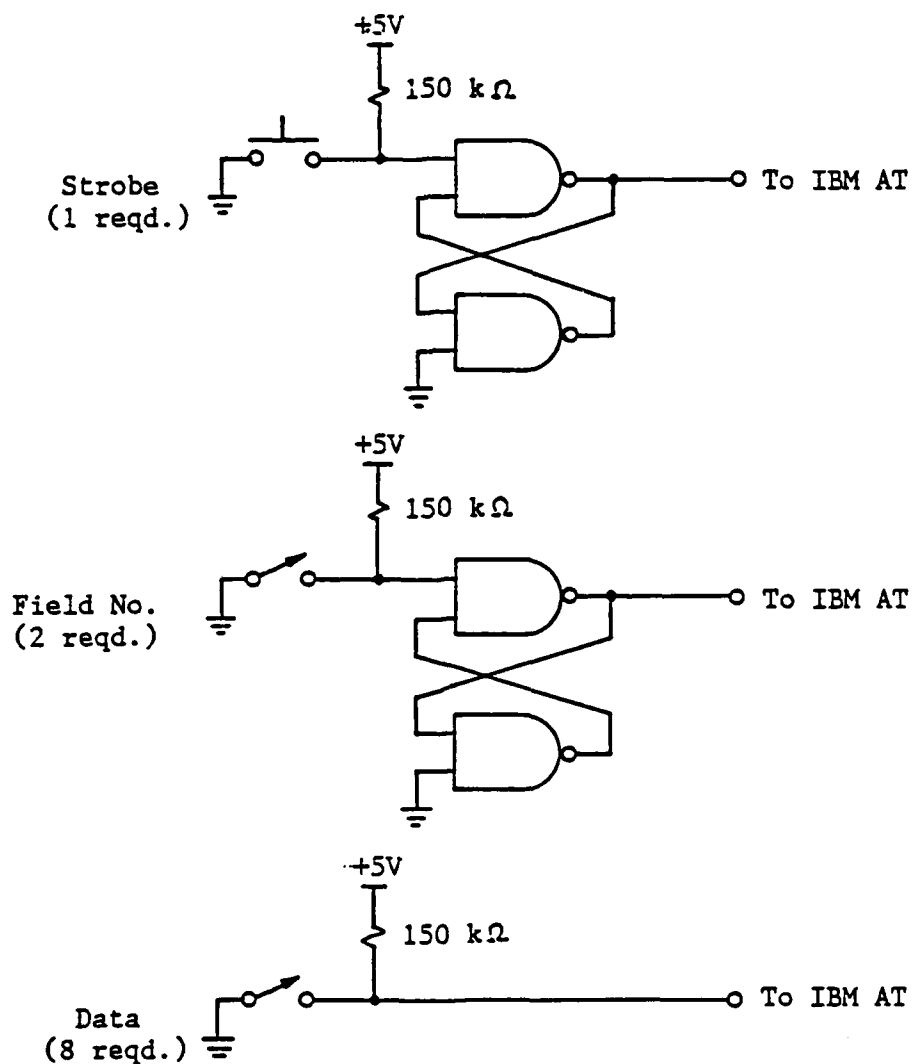 +5V
150 kΩ
Strobe
(1 reqd.)
To IBM AT
+5V
150 kΩ
Field No.
(2 reqd.)
To IBM AT
+5V
150 kΩ
Data
(8 reqd.)
To IBM AT